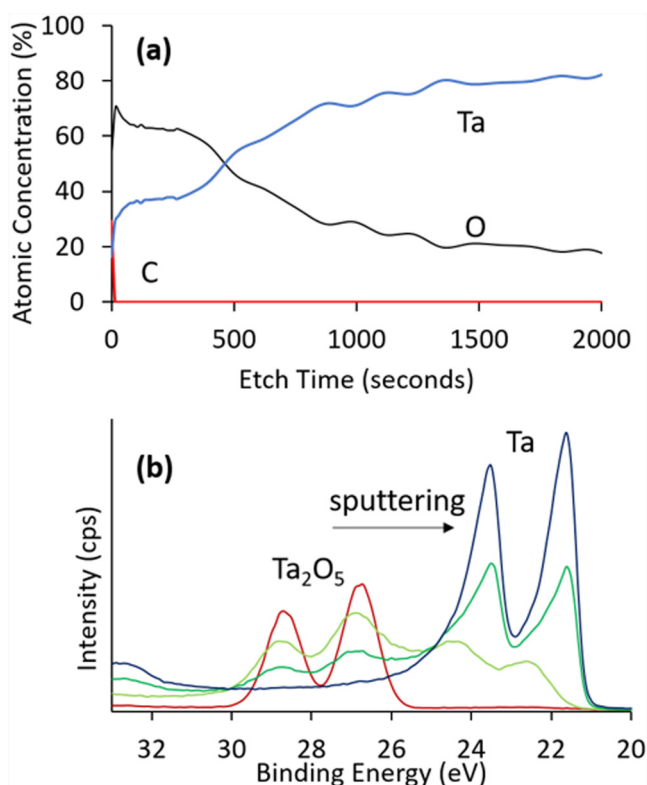 (a)
100
80
60
40
20
0
Atomic Concentration (%)
Ta
O
C
0 500 1000 1500 2000
Etch Time (seconds)
(b)
Ta
sputtering
Ta₂O₅
Intensity (cps)
32 30 28 26 24 22 20
Binding Energy (eV)